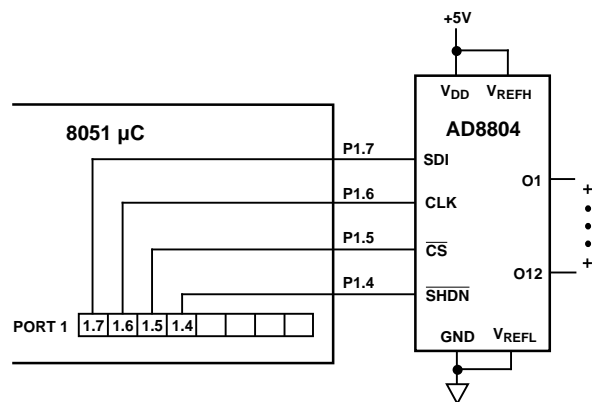 +5V
VDD VREFH
8051 µC
AD8804
P1.7
SDI
O1
P1.6
CLK
P1.5
CS
P1.4
SHDN
O12
PORT 1 1.7 1.6 1.5 1.4
GND VREFL